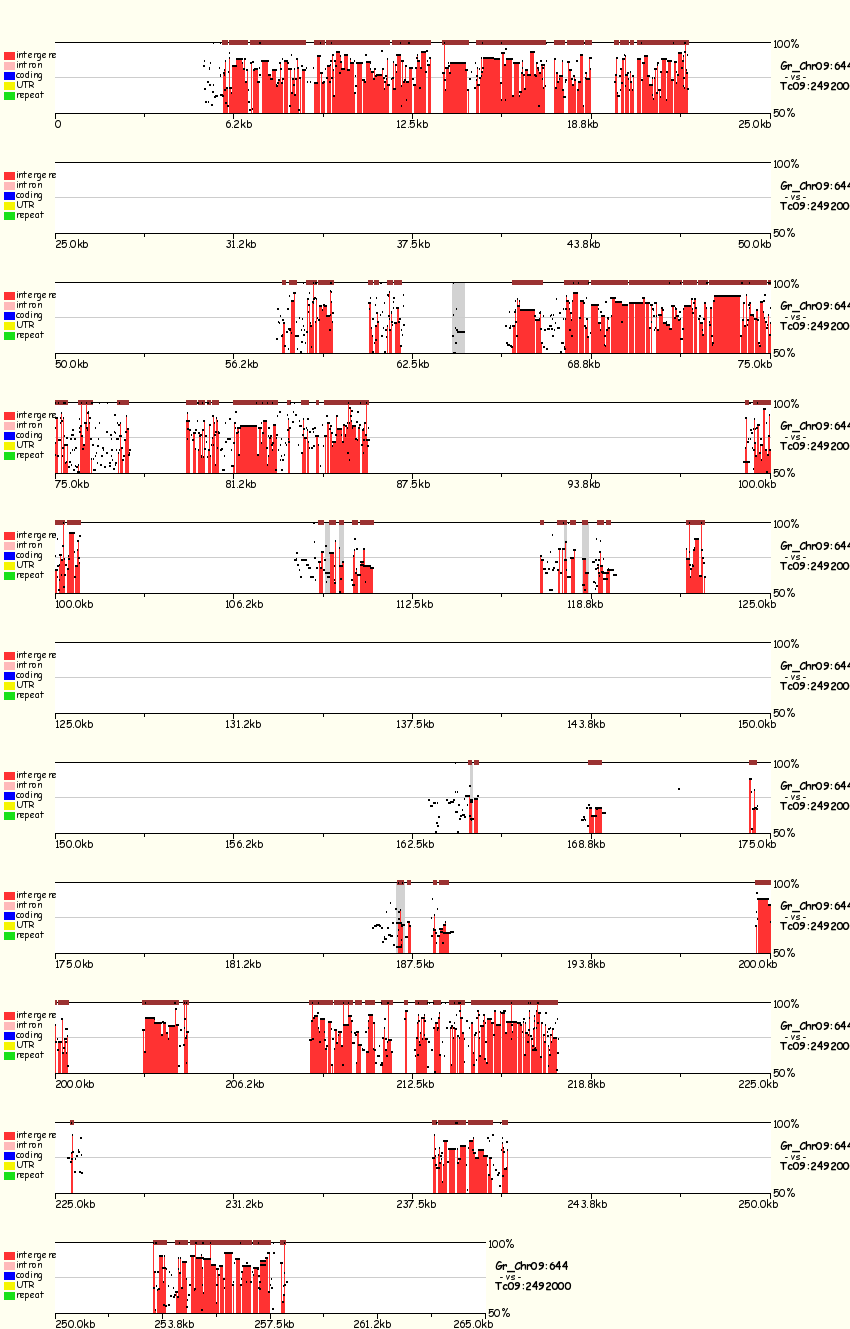 100%
intergene
intron
coding
UTR
repeat
Gr_Chr09:644
-vs-
Tc09:249200
50%
0 6.2kb 12.5kb 18.8kb 25.0kb
100%
intergene
intron
coding
UTR
repeat
Gr_Chr09:644
-vs-
Tc09:249200
50%
25.0kb 31.2kb 37.5kb 43.8kb 50.0kb
100%
intergene
intron
coding
UTR
repeat
Gr_Chr09:644
-vs-
Tc09:249200
50%
50.0kb 56.2kb 62.5kb 68.8kb 75.0kb
100%
intergene
intron
coding
UTR
repeat
Gr_Chr09:644
-vs-
Tc09:249200
50%
75.0kb 81.2kb 87.5kb 93.8kb 100.0kb
100%
intergene
intron
coding
UTR
repeat
Gr_Chr09:644
-vs-
Tc09:249200
50%
100.0kb 106.2kb 112.5kb 118.8kb 125.0kb
100%
intergene
intron
coding
UTR
repeat
Gr_Chr09:644
-vs-
Tc09:249200
50%
125.0kb 131.2kb 137.5kb 143.8kb 150.0kb
100%
intergene
intron
coding
UTR
repeat
Gr_Chr09:644
-vs-
Tc09:249200
50%
150.0kb 156.2kb 162.5kb 168.8kb 175.0kb
100%
intergene
intron
coding
UTR
repeat
Gr_Chr09:644
-vs-
Tc09:249200
50%
175.0kb 181.2kb 187.5kb 193.8kb 200.0kb
100%
intergene
intron
coding
UTR
repeat
Gr_Chr09:644
-vs-
Tc09:249200
50%
200.0kb 206.2kb 212.5kb 218.8kb 225.0kb
100%
intergene
intron
coding
UTR
repeat
Gr_Chr09:644
-vs-
Tc09:249200
50%
225.0kb 231.2kb 237.5kb 243.8kb 250.0kb
100%
intergene
intron
coding
UTR
repeat
Gr_Chr09:644
-vs-
Tc09:2492000
50%
250.0kb 253.8kb 257.5kb 261.2kb 265.0kb